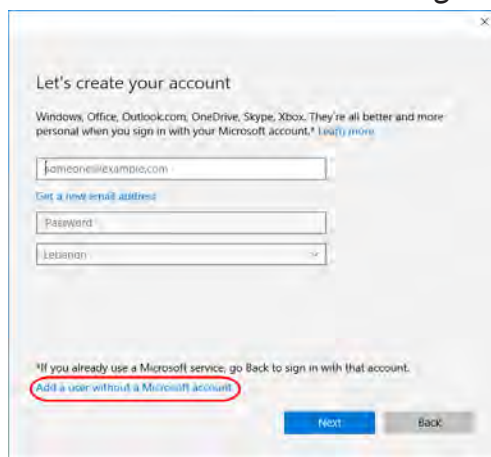 Let's create your account
Windows, Office, Outlook.com, OneDrive, Skype, Xbox. They're all better and more
personal when you sign in with your Microsoft account.* Learn more
someone@example.com
Get a new email address
Password
Lebanon
*If you already use a Microsoft service, go Back to sign in with that account.
Add a user without a Microsoft account
Next Back